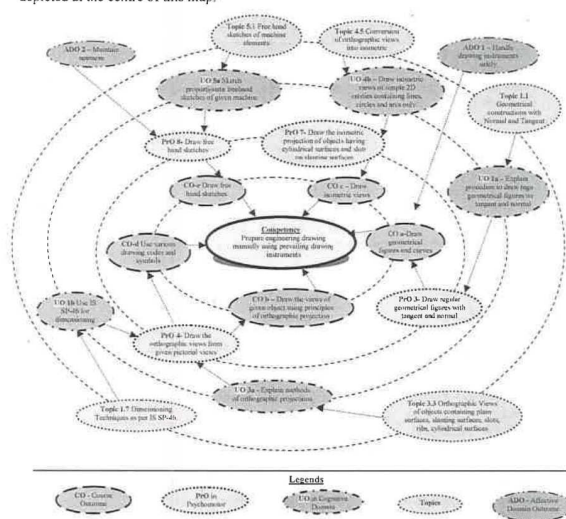 depicted at the centre of this map.
Topic 5.1 Free hand
sketches of machine
elements
Topic 4.5 Conversion
of orthographic views
into isometric
ADO 2 – Maintain
ADO 1 – Handle
drawing instruments
safely
UO 5a Sketch
proportionate freehand
sketches of given machine
UO 4b – Draw isometric
views of simple 2D
entities containing lines,
circles and arcs only
Topic 1.1
Geometrical
constructions with
Normal and Tangent
PrO 8- Draw free
hand sketches
PrO 7- Draw the isometric
projection of objects having
cylindrical surfaces and slots
on slanting surfaces
CO-e Draw free
hand sketches
CO c – Draw
isometric views
UO 1a – Explain
procedure to draw
geometrical figures
tangent and normal
Competency
Prepare engineering drawing
manually using prevailing drawing
instruments
CO-d Use various
drawing codes and
symbols
CO a-Draw
geometrical
figures and curves
UO 1b Use IS
SP-46 for
dimensioning
CO b – Draw the views of
given object using principles
of orthographic projection
PrO 3- Draw regular
geometrical figures with
tangent and normal
PrO 4- Draw the
orthographic views from
given pictorial views
UO 3a – Explain methods
of orthographic projections
Topic 1.7 Dimensioning
Techniques as per IS SP-46.
Topic 3.3 Orthographic Views
of objects containing plane
surfaces, slanting surfaces, slots,
ribs, cylindrical surfaces
Legends
CO - Course
Outcome
PrO in
Psychomotor
UO in Cognitive
Domain
Topics
ADO - Affective
Domain Outcome